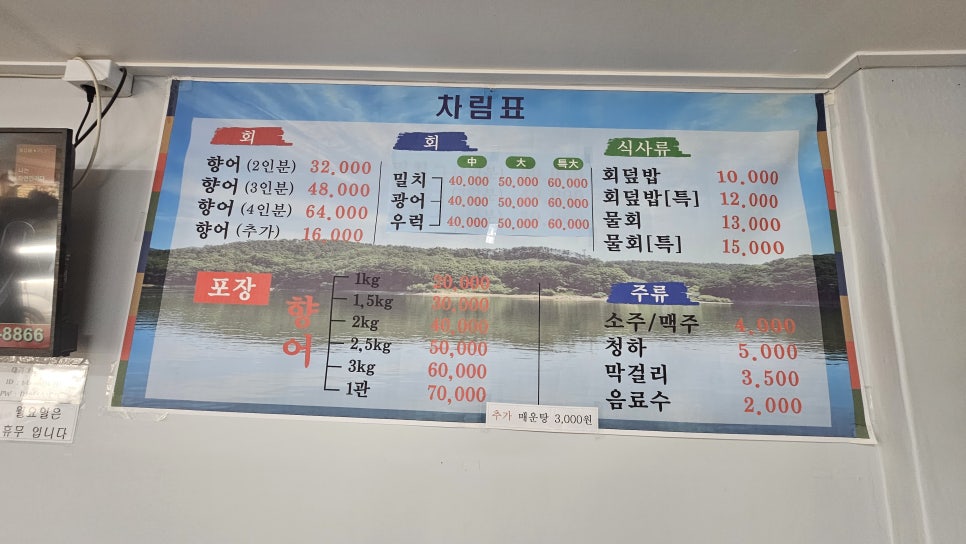 차림표
회
향어 (2인분) 32.000
향어 (3인분) 48.000
향어 (4인분) 64.000
향어 (추가) 16.000
회
中 大 特大
밀치 40,000 50,000 60,000
광어 40,000 50,000 60,000
우럭 40,000 50,000 60,000
식사류
회덮밥 10.000
회덮밥[특] 12.000
물회 13.000
물회[특] 15.000
포장
향어
1kg 20,000
1,5kg 30,000
2kg 40,000
2,5kg 50,000
3kg 60,000
1관 70,000
주류
소주/맥주 4.000
청하 5.000
막걸리 3.500
음료수 2.000
추가 매운탕 3,000원
-8866
월요일은
휴무 입니다